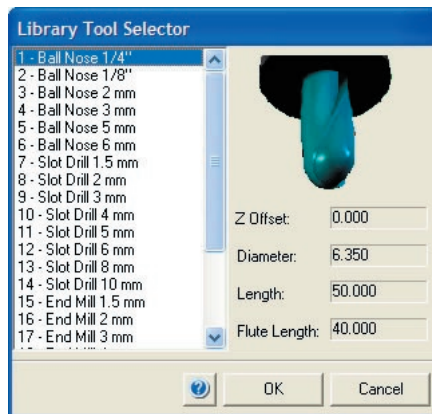 Library Tool Selector
1 - Ball Nose 1/4"
2 - Ball Nose 1/8"
3 - Ball Nose 2 mm
4 - Ball Nose 3 mm
5 - Ball Nose 5 mm
6 - Ball Nose 6 mm
7 - Slot Drill 1.5 mm
8 - Slot Drill 2 mm
9 - Slot Drill 3 mm
10 - Slot Drill 4 mm
11 - Slot Drill 5 mm
12 - Slot Drill 6 mm
13 - Slot Drill 8 mm
14 - Slot Drill 10 mm
15 - End Mill 1.5 mm
16 - End Mill 2 mm
17 - End Mill 3 mm
Z Offset: 0.000
Diameter: 6.350
Length: 50.000
Flute Length: 40.000
? OK Cancel